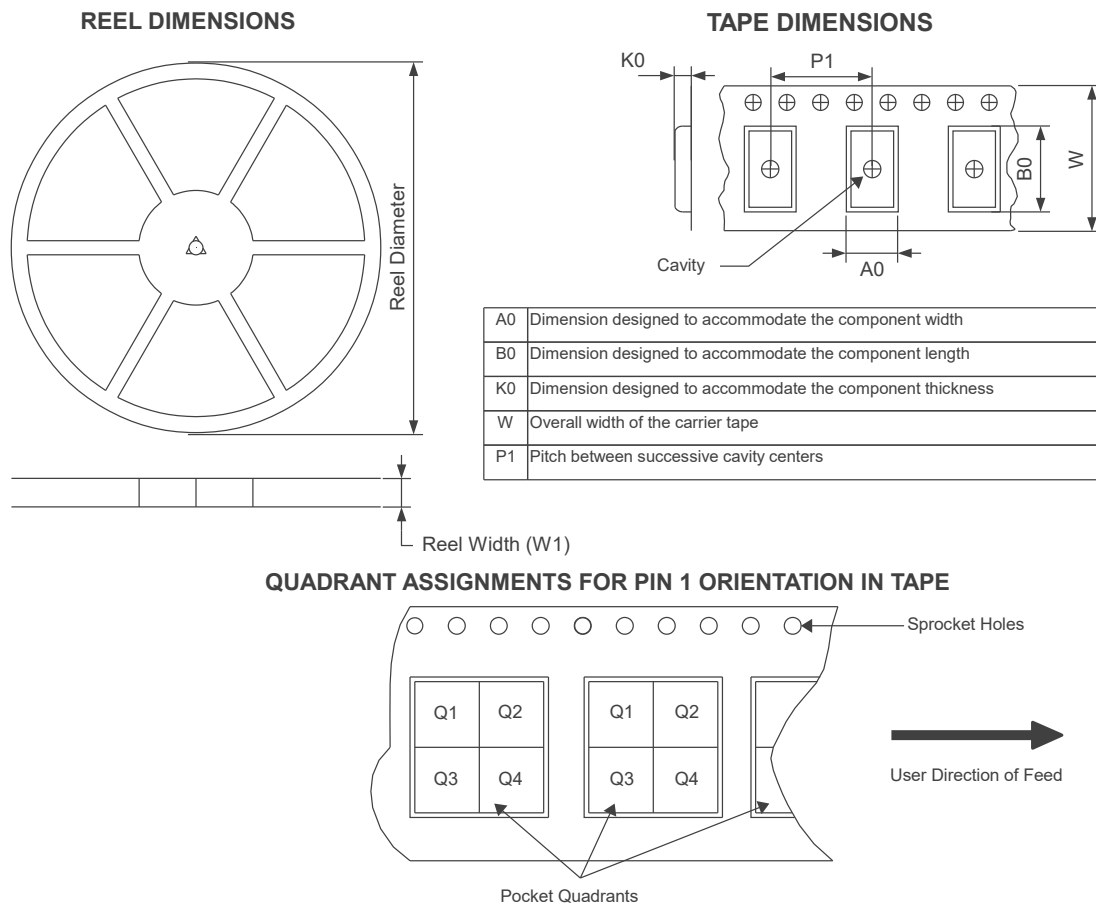 REEL DIMENSIONS
Reel Diameter
Reel Width (W1)
TAPE DIMENSIONS
K0
P1
B0
W
Cavity
A0
A0 Dimension designed to accommodate the component width
B0 Dimension designed to accommodate the component length
K0 Dimension designed to accommodate the component thickness
W Overall width of the carrier tape
P1 Pitch between successive cavity centers
QUADRANT ASSIGNMENTS FOR PIN 1 ORIENTATION IN TAPE
Sprocket Holes
Q1 Q2 Q1 Q2
Q3 Q4 Q3 Q4
User Direction of Feed
Pocket Quadrants